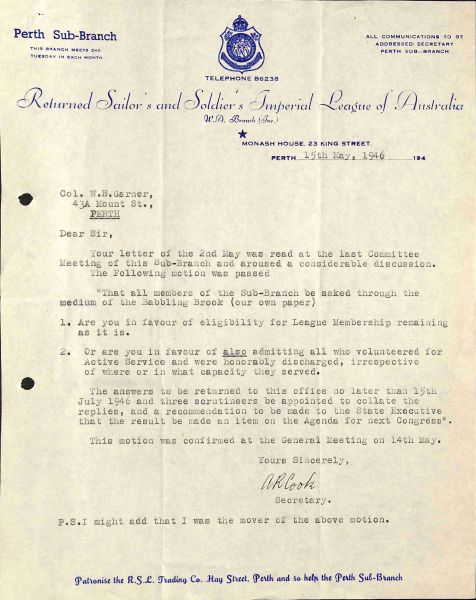 Perth Sub-Branch
THIS BRANCH MEETS 2ND
TUESDAY IN EACH MONTH
ALL COMMUNICATIONS TO BE
ADDRESSED: SECRETARY
PERTH SUB-BRANCH
TELEPHONE B6238
Returned Sailor's and Soldier's Imperial League of Australia
W.A. Branch (Inc.)
MONASH HOUSE, 23 KING STREET,
PERTH 15th May, 1946 194
Col. W.B.Garner,
43A Mount St.,
PERTH
Dear Sir,
Your letter of the 2nd May was read at the last Committee
Meeting of this Sub-Branch and aroused a considerable discussion.
The Following motion was passed
"That all members of the Sub-Branch be asked through the
medium of the Babbling Brook (our own paper)
1. Are you in favour of eligibility for League Membership remaining
as it is.
2. Or are you in favour of also admitting all who volunteered for
Active Service and were honorably discharged, irrespective
of where or in what capacity they served.
The answers to be returned to this office no later than 15th
July 1946 and three scrutineers be appointed to collate the
replies, and a recommendation to be made to the State Executive
that the result be made an item on the Agenda for next Congress".
This motion was confirmed at the General Meeting on 14th May.
Yours Sincerely,
A R Cook
Secretary.
P.S.I might add that I was the mover of the above motion.
Patronise the R.S.L. Trading Co. Hay Street, Perth and so help the Perth Sub-Branch